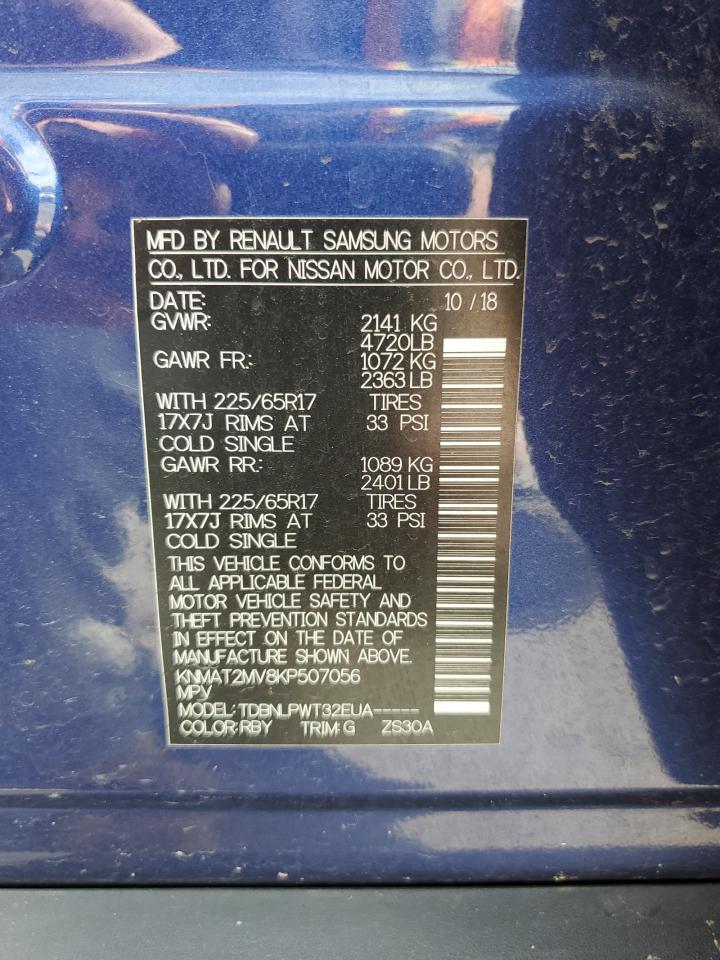 MFD BY RENAULT SAMSUNG MOTORS
CO., LTD. FOR NISSAN MOTOR CO., LTD.
DATE: 10 / 18
GVWR: 2141 KG
4720LB
GAWR FR.: 1072 KG
2363LB
WITH 225/65R17 TIRES
17X7J RIMS AT 33 PSI
COLD SINGLE
GAWR RR.: 1089 KG
2401LB
WITH 225/65R17 TIRES
17X7J RIMS AT 33 PSI
COLD SINGLE
THIS VEHICLE CONFORMS TO
ALL APPLICABLE FEDERAL
MOTOR VEHICLE SAFETY AND
THEFT PREVENTION STANDARDS
IN EFFECT ON THE DATE OF
MANUFACTURE SHOWN ABOVE.
KNMAT2MV8KP507056
MPV
MODEL: TDBNLPWT32EUA-----
COLOR:RBY TRIM:G ZS30A